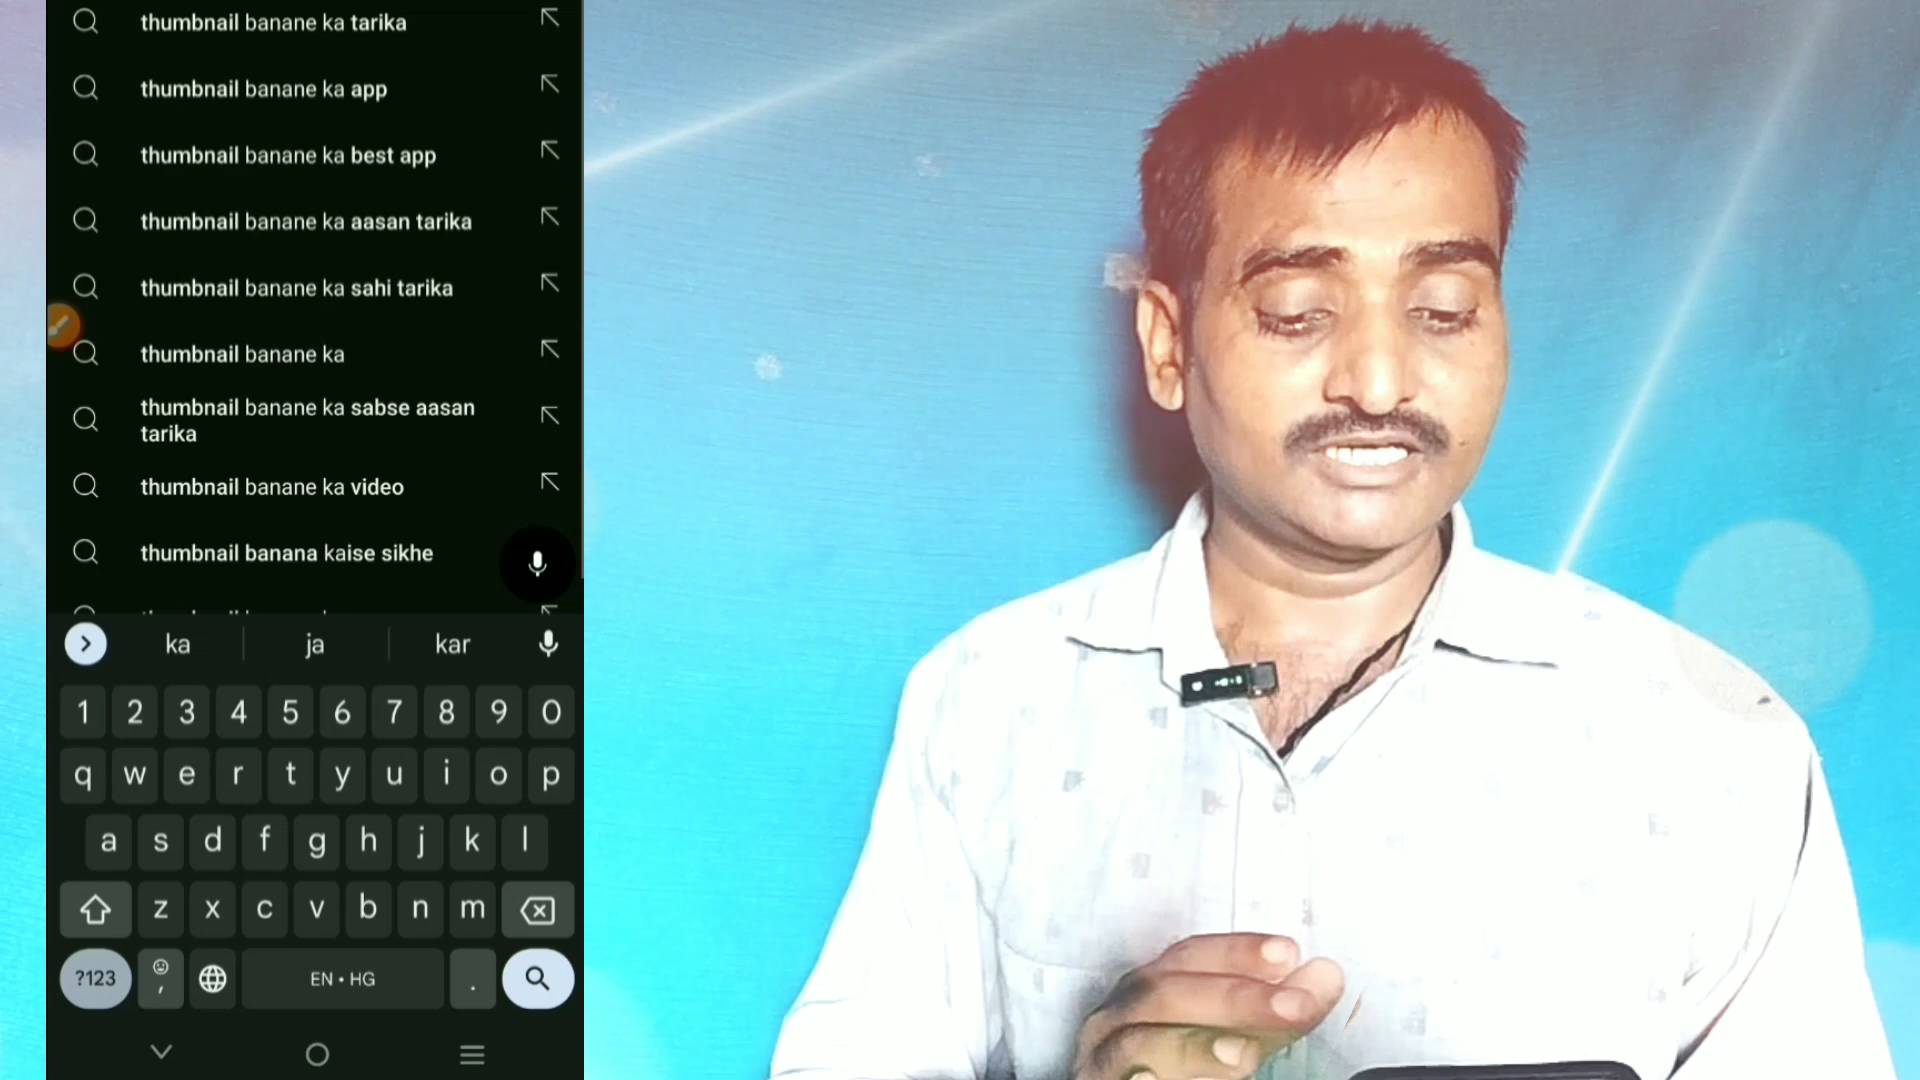 thumbnail banane ka tarika
thumbnail banane ka app
thumbnail banane ka best app
thumbnail banane ka aasan tarika
thumbnail banane ka sahi tarika
thumbnail banane ka
thumbnail banane ka sabse aasan
tarika
thumbnail banane ka video
thumbnail banana kaise sikhe
ka ja kar
1 2 3 4 5 6 7 8 9 0
q w e r t y u i o p
a s d f g h j k l
z x c v b n m
?123 , EN • HG .